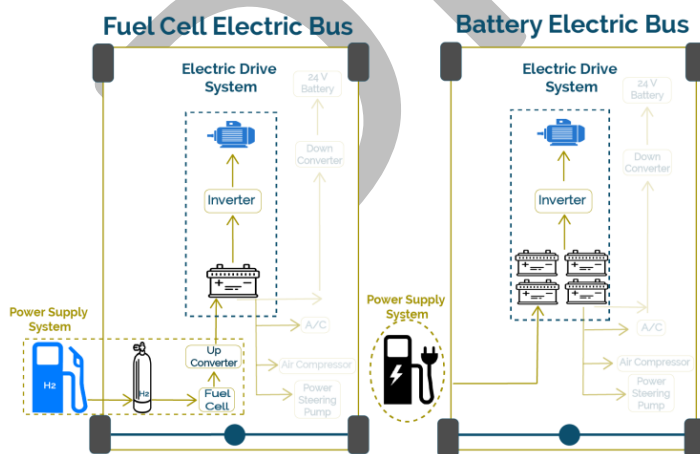 Fuel Cell Electric Bus
Electric Drive
System
24 V
Battery
Down
Converter
Inverter
A/C
Air Compressor
Power
Steering
Pump
Power Supply
System
H2
H2
Up
Converter
Fuel
Cell
Battery Electric Bus
Electric Drive
System
24 V
Battery
Down
Converter
Inverter
A/C
Air Compressor
Power
Steering
Pump
Power Supply
System